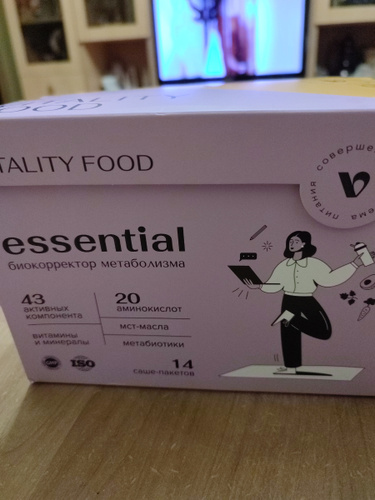 TALITY FOOD
совершен
питания
v
essential
биокорректор метаболизма
43
активных
компонента
20
аминокислот
мст-масла
витамины
и минералы
метабиотики
ISO
14
саше-пакетов